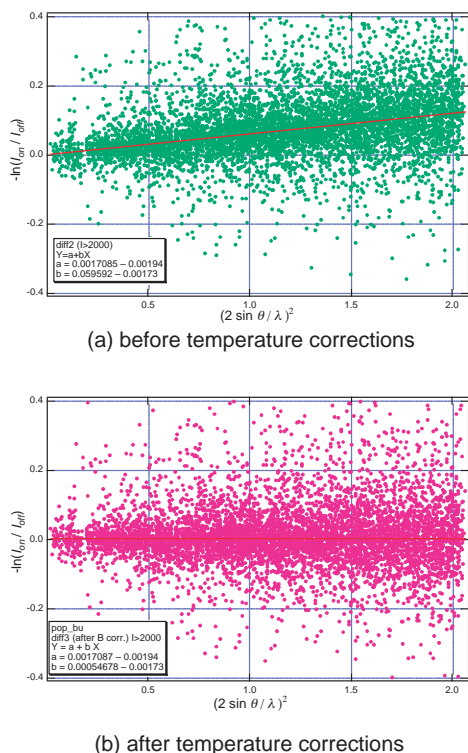 0.4
0.2
0.0
-0.2
-0.4
-ln(I_on / I_off)
diff2 (I>2000)
Y=a+bX
a = 0.0017085 − 0.00194
b = 0.059592 − 0.00173
0.5 1.0 1.5 2.0
(2 sin θ / λ)²
(a) before temperature corrections
0.4
0.2
0.0
-0.2
-0.4
-ln(I_on / I_off)
pop_bu
diff3 (after B corr.) I>2000
Y = a + b X
a = 0.0017087 − 0.00194
b = 0.00054678 − 0.00173
0.5 1.0 1.5 2.0
(2 sin θ / λ)²
(b) after temperature corrections